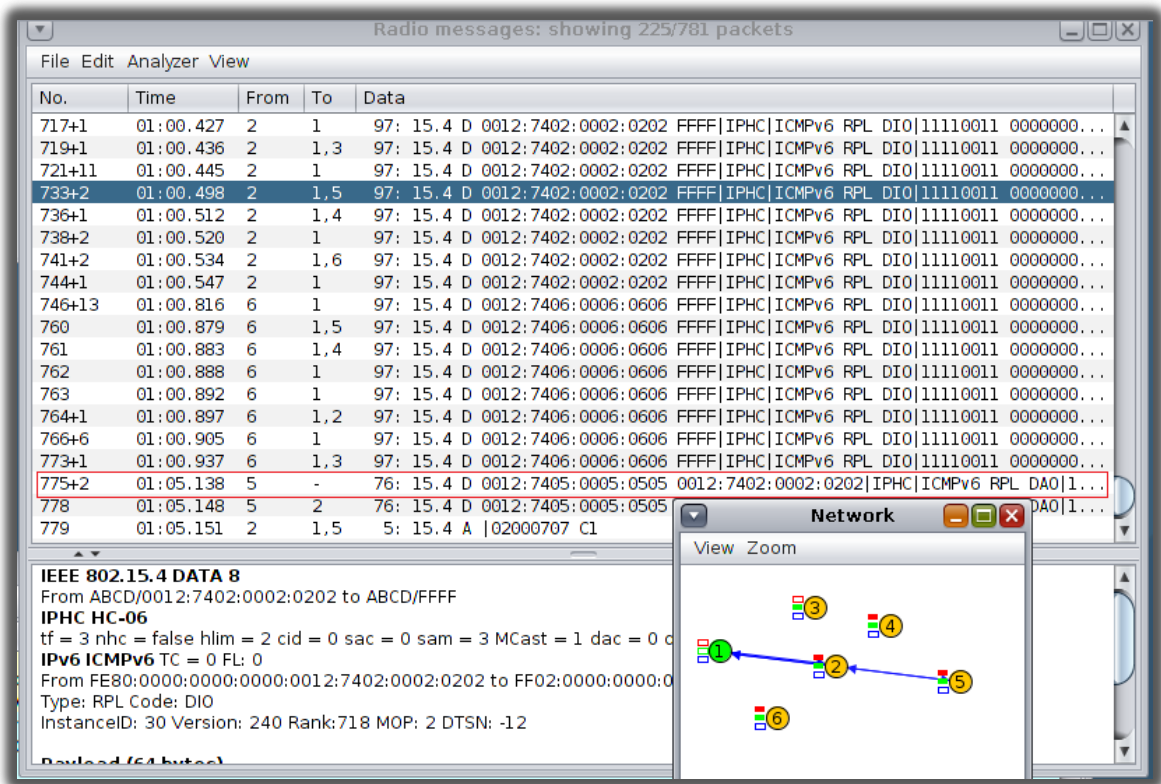 Radio messages: showing 225/781 packets
File Edit Analyzer View
No. Time From To Data
717+1 01:00.427 2 1 97: 15.4 D 0012:7402:0002:0202 FFFF|IPHC|ICMPv6 RPL DIO|11110011 0000000...
719+1 01:00.436 2 1,3 97: 15.4 D 0012:7402:0002:0202 FFFF|IPHC|ICMPv6 RPL DIO|11110011 0000000...
721+11 01:00.445 2 1 97: 15.4 D 0012:7402:0002:0202 FFFF|IPHC|ICMPv6 RPL DIO|11110011 0000000...
733+2 01:00.498 2 1,5 97: 15.4 D 0012:7402:0002:0202 FFFF|IPHC|ICMPv6 RPL DIO|11110011 0000000...
736+1 01:00.512 2 1,4 97: 15.4 D 0012:7402:0002:0202 FFFF|IPHC|ICMPv6 RPL DIO|11110011 0000000...
738+2 01:00.520 2 1 97: 15.4 D 0012:7402:0002:0202 FFFF|IPHC|ICMPv6 RPL DIO|11110011 0000000...
741+2 01:00.534 2 1,6 97: 15.4 D 0012:7402:0002:0202 FFFF|IPHC|ICMPv6 RPL DIO|11110011 0000000...
744+1 01:00.547 2 1 97: 15.4 D 0012:7402:0002:0202 FFFF|IPHC|ICMPv6 RPL DIO|11110011 0000000...
746+13 01:00.816 6 1 97: 15.4 D 0012:7406:0006:0606 FFFF|IPHC|ICMPv6 RPL DIO|11110011 0000000...
760 01:00.879 6 1,5 97: 15.4 D 0012:7406:0006:0606 FFFF|IPHC|ICMPv6 RPL DIO|11110011 0000000...
761 01:00.883 6 1,4 97: 15.4 D 0012:7406:0006:0606 FFFF|IPHC|ICMPv6 RPL DIO|11110011 0000000...
762 01:00.888 6 1 97: 15.4 D 0012:7406:0006:0606 FFFF|IPHC|ICMPv6 RPL DIO|11110011 0000000...
763 01:00.892 6 1 97: 15.4 D 0012:7406:0006:0606 FFFF|IPHC|ICMPv6 RPL DIO|11110011 0000000...
764+1 01:00.897 6 1,2 97: 15.4 D 0012:7406:0006:0606 FFFF|IPHC|ICMPv6 RPL DIO|11110011 0000000...
766+6 01:00.905 6 1 97: 15.4 D 0012:7406:0006:0606 FFFF|IPHC|ICMPv6 RPL DIO|11110011 0000000...
773+1 01:00.937 6 1,3 97: 15.4 D 0012:7406:0006:0606 FFFF|IPHC|ICMPv6 RPL DIO|11110011 0000000...
775+2 01:05.138 5 - 76: 15.4 D 0012:7405:0005:0505 0012:7402:0002:0202|IPHC|ICMPv6 RPL DAO|1...
778 01:05.148 5 2 76: 15.4 D 0012:7405:0005:0505 DAO|1...
779 01:05.151 2 1,5 5: 15.4 A |02000707 C1
IEEE 802.15.4 DATA 8
From ABCD/0012:7402:0002:0202 to ABCD/FFFF
IPHC HC-06
tf = 3 nhc = false hlim = 2 cid = 0 sac = 0 sam = 3 MCast = 1 dac = 0
IPv6 ICMPv6 TC = 0 FL: 0
From FE80:0000:0000:0000:0012:7402:0002:0202 to FF02:0000:0000:0
Type: RPL Code: DIO
InstanceID: 30 Version: 240 Rank:718 MOP: 2 DTSN: -12
Payload (64 bytes)
Network
View Zoom
3
4
1
2
5
6